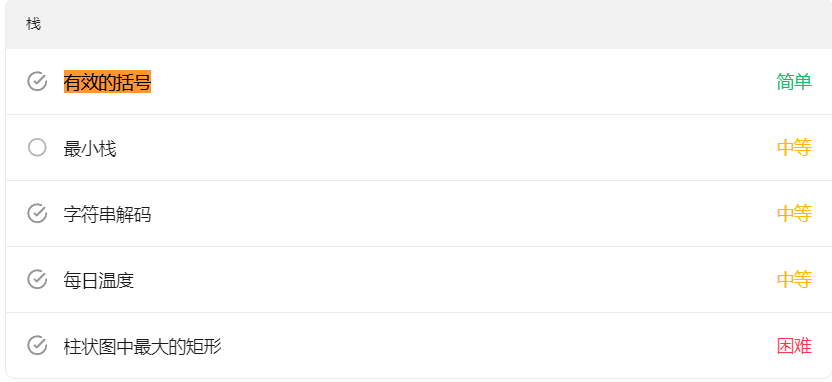 栈
有效的括号 简单
最小栈 中等
字符串解码 中等
每日温度 中等
柱状图中最大的矩形 困难